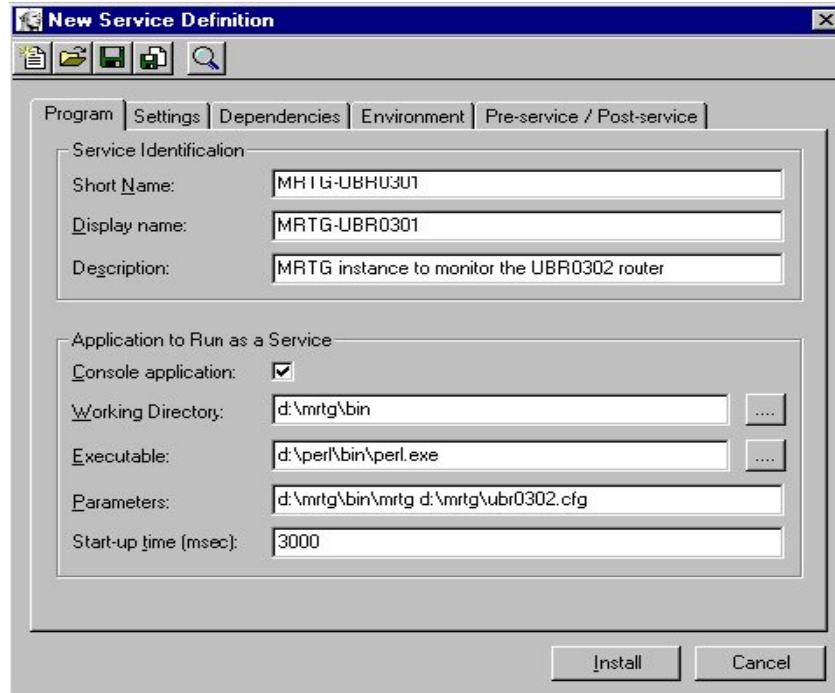 New Service Definition
Program Settings Dependencies Environment Pre-service / Post-service
Service Identification
Short Name: MRTG-UBR0301
Display name: MRTG-UBR0301
Description: MRTG instance to monitor the UBR0302 router
Application to Run as a Service
Console application:
Working Directory: d:\mrtg\bin ....
Executable: d:\perl\bin\perl.exe ....
Parameters: d:\mrtg\bin\mrtg d:\mrtg\ubr0302.cfg
Start-up time (msec): 3000
Install Cancel